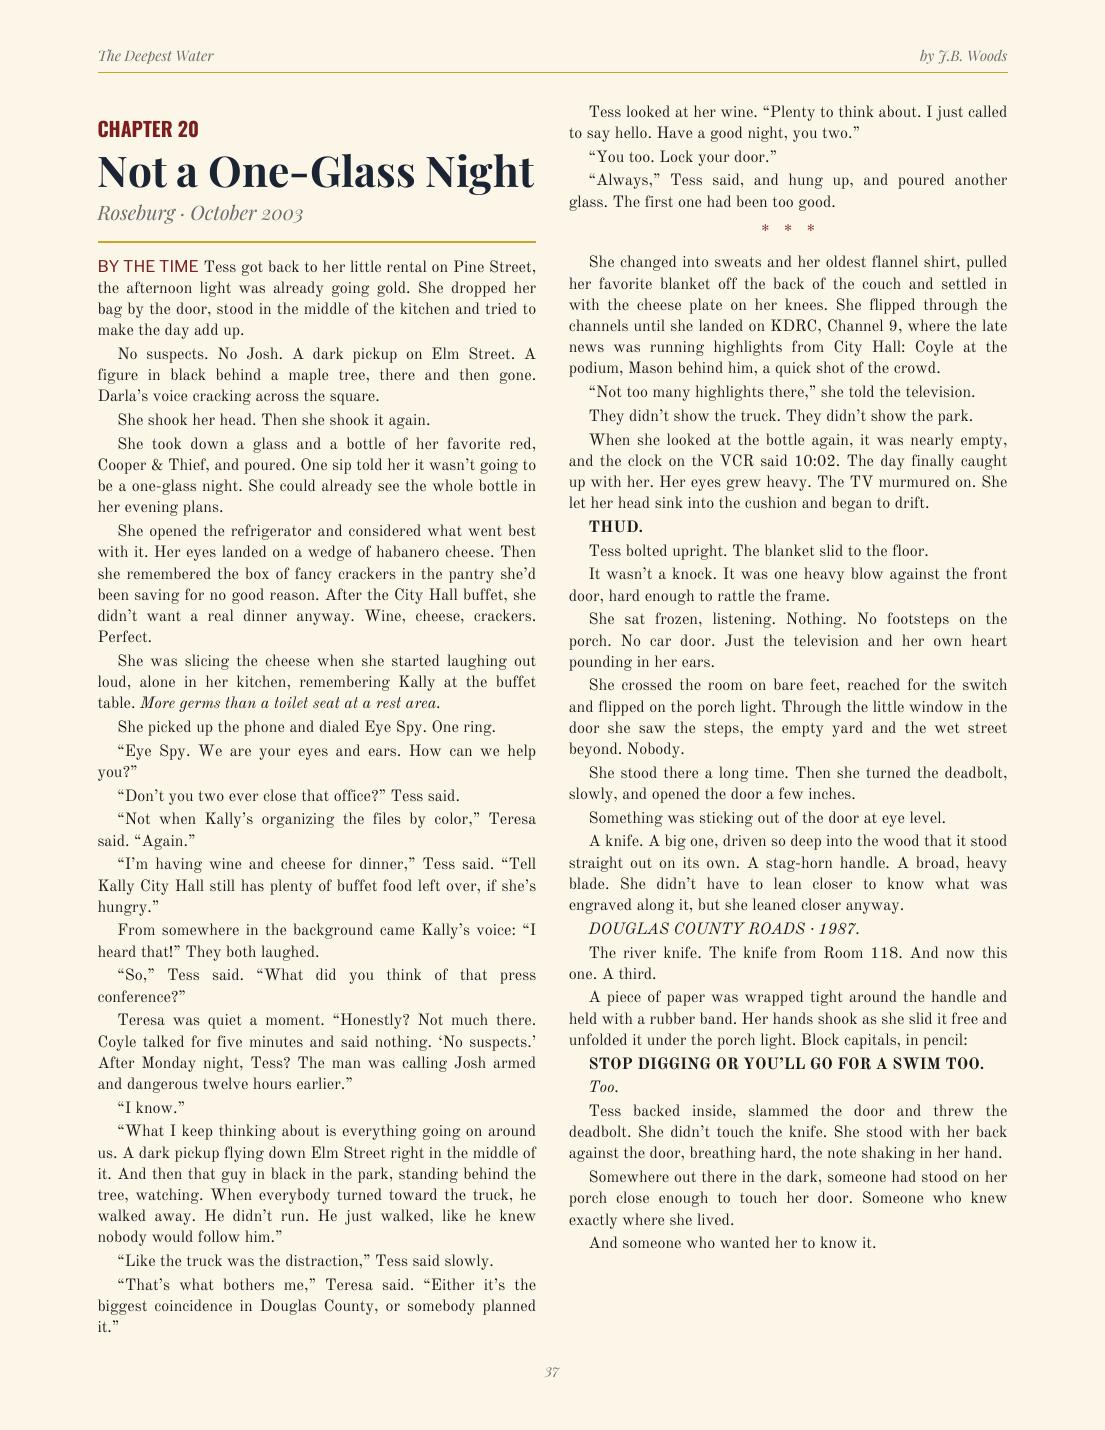 The Deepest Water
by J.B. Woods
CHAPTER 20
Not a One-Glass Night
Roseburg · October 2003
BY THE TIME Tess got back to her little rental on Pine Street,
the afternoon light was already going gold. She dropped her
bag by the door, stood in the middle of the kitchen and tried to
make the day add up.
No suspects. No Josh. A dark pickup on Elm Street. A
figure in black behind a maple tree, there and then gone.
Darla’s voice cracking across the square.
She shook her head. Then she shook it again.
She took down a glass and a bottle of her favorite red,
Cooper & Thief, and poured. One sip told her it wasn’t going to
be a one-glass night. She could already see the whole bottle in
her evening plans.
She opened the refrigerator and considered what went best
with it. Her eyes landed on a wedge of habanero cheese. Then
she remembered the box of fancy crackers in the pantry she’d
been saving for no good reason. After the City Hall buffet, she
didn’t want a real dinner anyway. Wine, cheese, crackers.
Perfect.
She was slicing the cheese when she started laughing out
loud, alone in her kitchen, remembering Kally at the buffet
table. More germs than a toilet seat at a rest area.
She picked up the phone and dialed Eye Spy. One ring.
“Eye Spy. We are your eyes and ears. How can we help
you?”
“Don’t you two ever close that office?” Tess said.
“Not when Kally’s organizing the files by color,” Teresa
said. “Again.”
“I’m having wine and cheese for dinner,” Tess said. “Tell
Kally City Hall still has plenty of buffet food left over, if she’s
hungry.”
From somewhere in the background came Kally’s voice: “I
heard that!” They both laughed.
“So,” Tess said. “What did you think of that press
conference?”
Teresa was quiet a moment. “Honestly? Not much there.
Coyle talked for five minutes and said nothing. ‘No suspects.’
After Monday night, Tess? The man was calling Josh armed
and dangerous twelve hours earlier.”
“I know.”
“What I keep thinking about is everything going on around
us. A dark pickup flying down Elm Street right in the middle of
it. And then that guy in black in the park, standing behind the
tree, watching. When everybody turned toward the truck, he
walked away. He didn’t run. He just walked, like he knew
nobody would follow him.”
“Like the truck was the distraction,” Tess said slowly.
“That’s what bothers me,” Teresa said. “Either it’s the
biggest coincidence in Douglas County, or somebody planned
it.”
Tess looked at her wine. “Plenty to think about. I just called
to say hello. Have a good night, you two.”
“You too. Lock your door.”
“Always,” Tess said, and hung up, and poured another
glass. The first one had been too good.
* * *
She changed into sweats and her oldest flannel shirt, pulled
her favorite blanket off the back of the couch and settled in
with the cheese plate on her knees. She flipped through the
channels until she landed on KDRC, Channel 9, where the late
news was running highlights from City Hall: Coyle at the
podium, Mason behind him, a quick shot of the crowd.
“Not too many highlights there,” she told the television.
They didn’t show the truck. They didn’t show the park.
When she looked at the bottle again, it was nearly empty,
and the clock on the VCR said 10:02. The day finally caught
up with her. Her eyes grew heavy. The TV murmured on. She
let her head sink into the cushion and began to drift.
THUD.
Tess bolted upright. The blanket slid to the floor.
It wasn’t a knock. It was one heavy blow against the front
door, hard enough to rattle the frame.
She sat frozen, listening. Nothing. No footsteps on the
porch. No car door. Just the television and her own heart
pounding in her ears.
She crossed the room on bare feet, reached for the switch
and flipped on the porch light. Through the little window in the
door she saw the steps, the empty yard and the wet street
beyond. Nobody.
She stood there a long time. Then she turned the deadbolt,
slowly, and opened the door a few inches.
Something was sticking out of the door at eye level.
A knife. A big one, driven so deep into the wood that it stood
straight out on its own. A stag-horn handle. A broad, heavy
blade. She didn’t have to lean closer to know what was
engraved along it, but she leaned closer anyway.
DOUGLAS COUNTY ROADS · 1987.
The river knife. The knife from Room 118. And now this
one. A third.
A piece of paper was wrapped tight around the handle and
held with a rubber band. Her hands shook as she slid it free and
unfolded it under the porch light. Block capitals, in pencil:
STOP DIGGING OR YOU’LL GO FOR A SWIM TOO.
Too.
Tess backed inside, slammed the door and threw the
deadbolt. She didn’t touch the knife. She stood with her back
against the door, breathing hard, the note shaking in her hand.
Somewhere out there in the dark, someone had stood on her
porch close enough to touch her door. Someone who knew
exactly where she lived.
And someone who wanted her to know it.
37